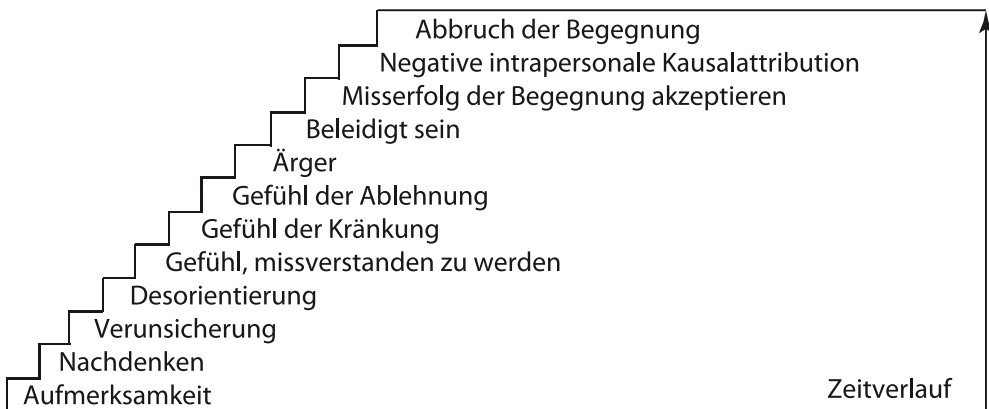 Abbruch der Begegnung
Negative intrapersonale Kausalattribution
Misserfolg der Begegnung akzeptieren
Beleidigt sein
Ärger
Gefühl der Ablehnung
Gefühl der Kränkung
Gefühl, missverstanden zu werden
Desorientierung
Verunsicherung
Nachdenken
Aufmerksamkeit
Zeitverlauf